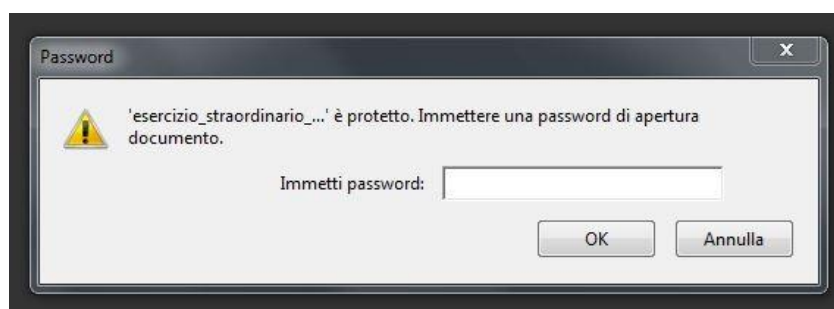 Password
x
'esercizio_straordinario_...' è protetto. Immettere una password di apertura
documento.
Immetti password:
OK
Annulla